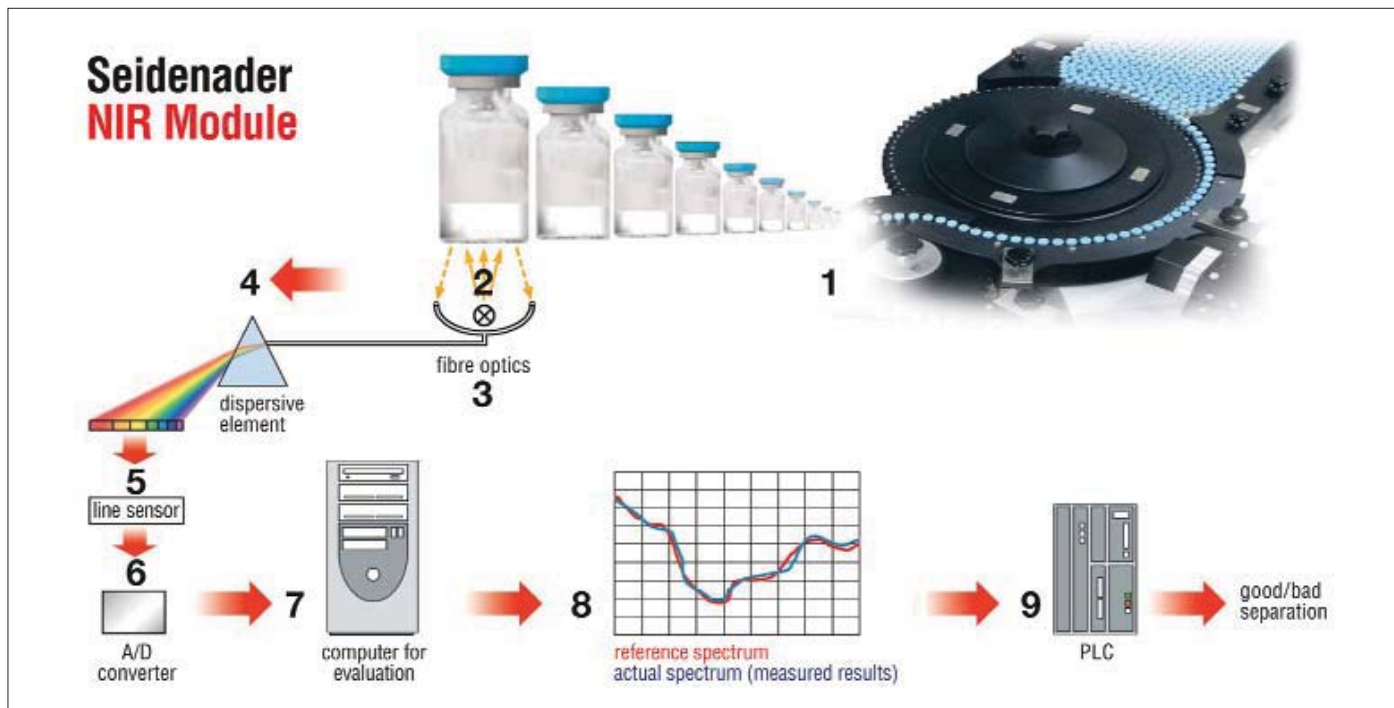 Seidenader
NIR Module
1
2
4
fibre optics
3
dispersive
element
5
line sensor
6
A/D
converter
7
computer for
evaluation
8
reference spectrum
actual spectrum (measured results)
9
PLC
good/bad
separation